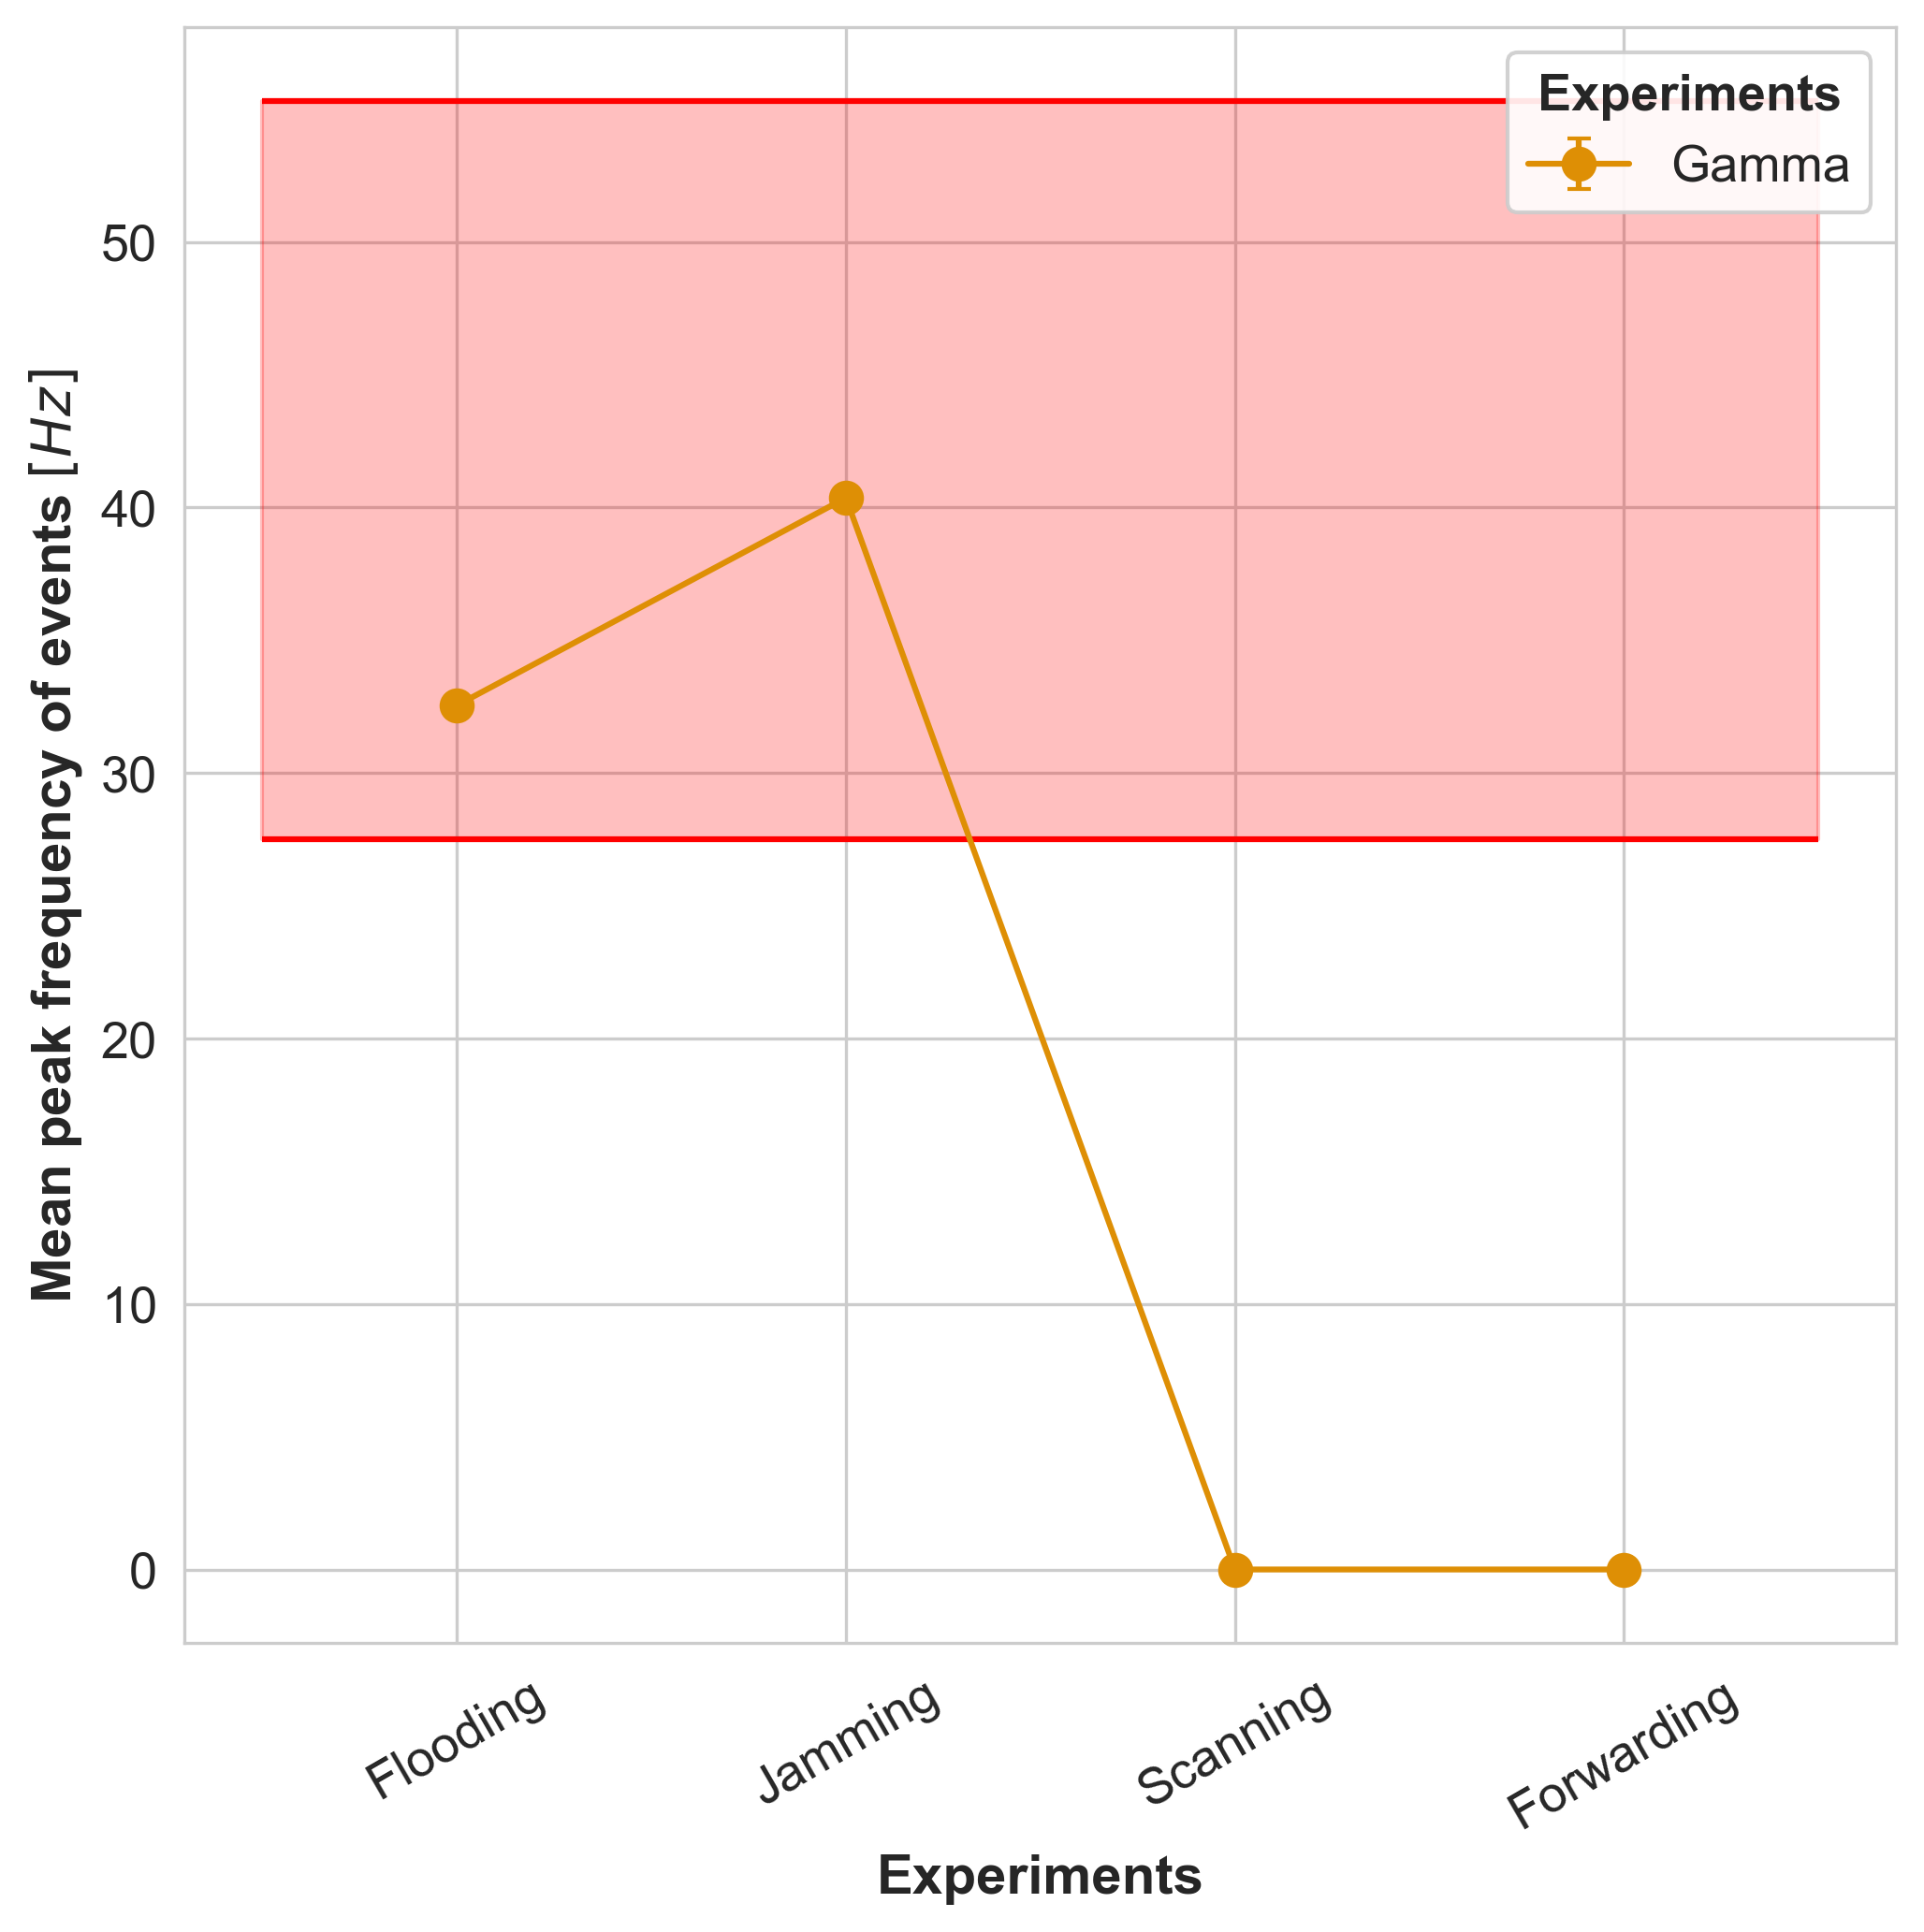 Experiments
Gamma
Mean peak frequency of events [Hz]
50
40
30
20
10
0
Flooding
Jamming
Scanning
Forwarding
Experiments